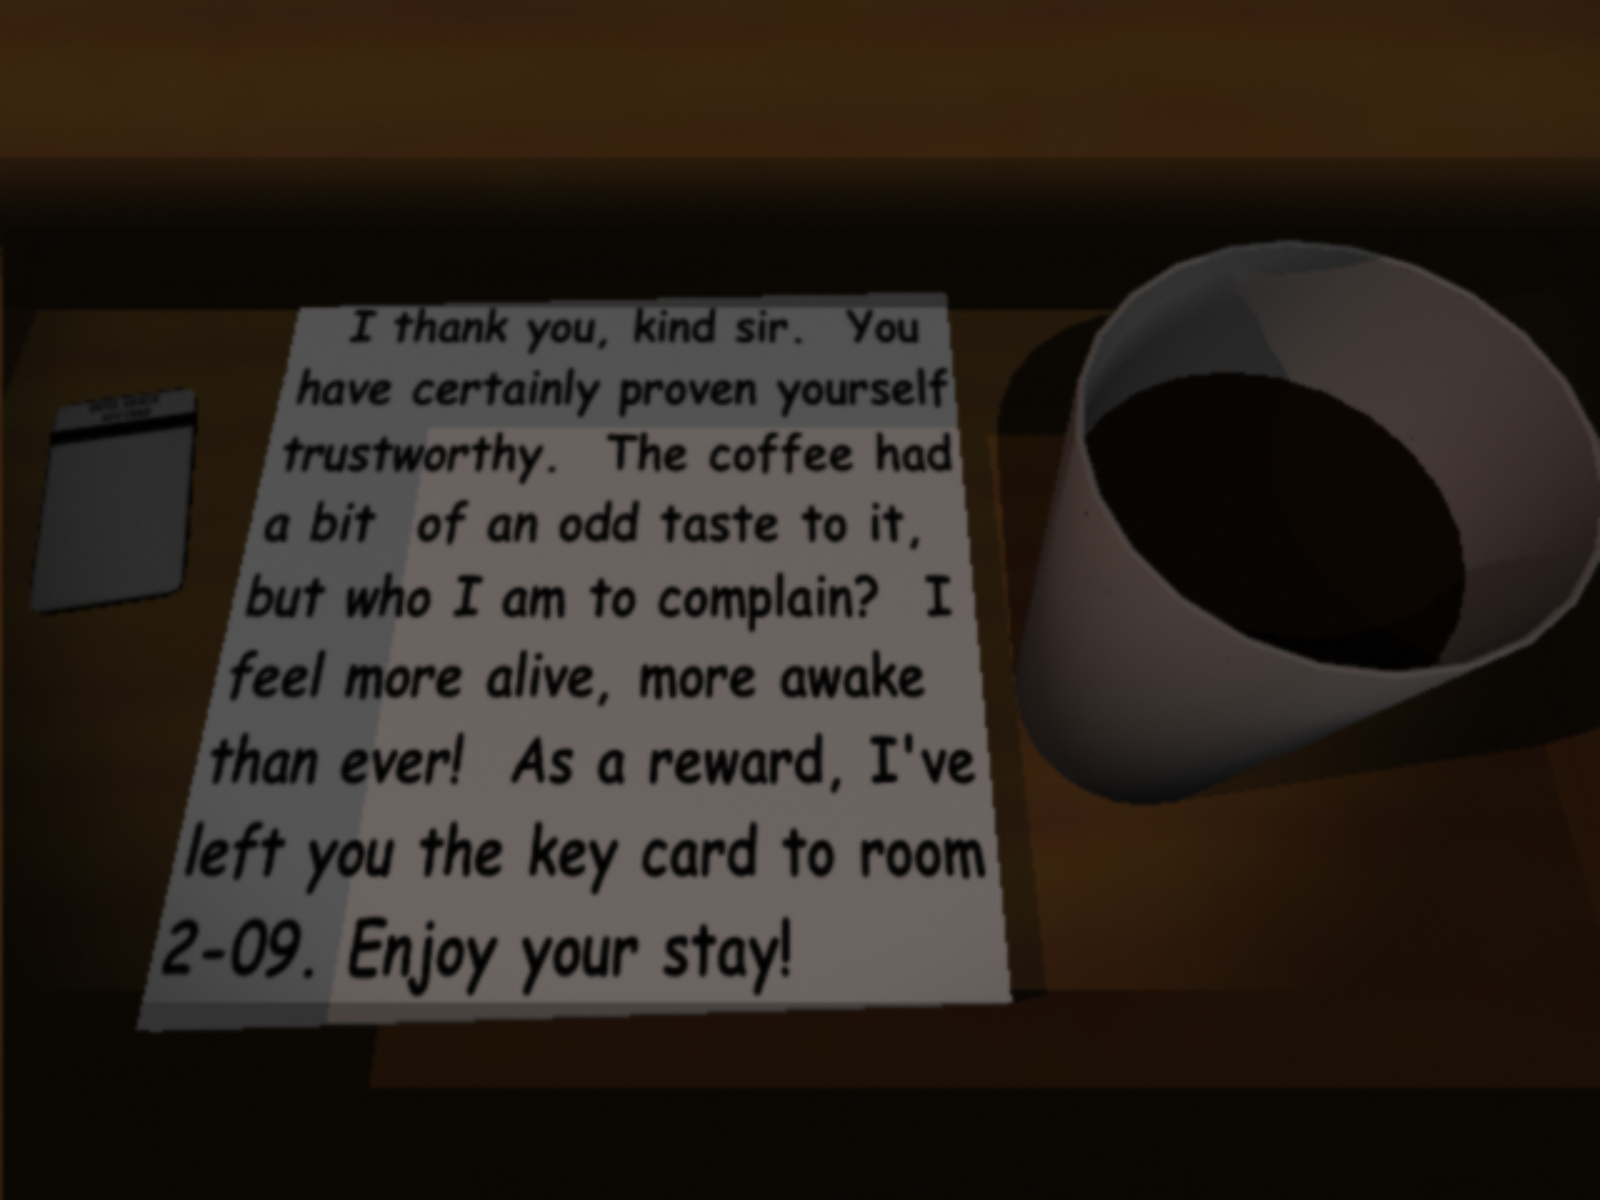 I thank you, kind sir. You
have certainly proven yourself
trustworthy. The coffee had
a bit of an odd taste to it,
but who I am to complain? I
feel more alive, more awake
than ever! As a reward, I've
left you the key card to room
2-09. Enjoy your stay!